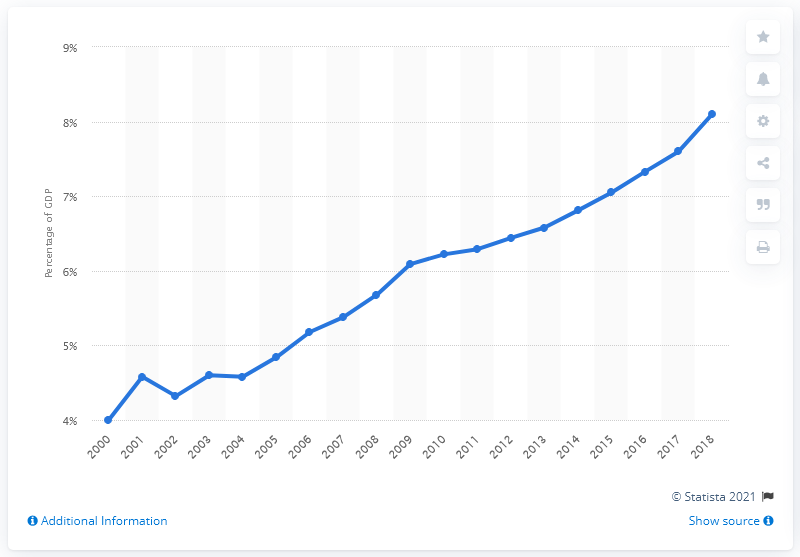 9%
8%
7%
6%
5%
4%
Percentage of GDP
2000 2001 2002 2003 2004 2005 2006 2007 2008 2009 2010 2011 2012 2013 2014 2015 2016 2017 2018
© Statista 2021
Additional Information
Show source